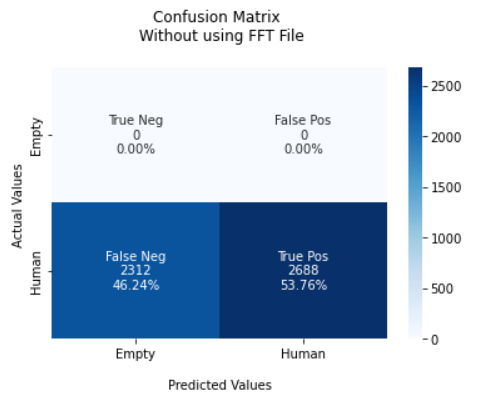 Confusion Matrix
Without using FFT File
Actual Values
Empty
Human
True Neg
0
0.00%
False Pos
0
0.00%
False Neg
2312
46.24%
True Pos
2688
53.76%
Empty
Human
Predicted Values
2500
2000
1500
1000
500
0